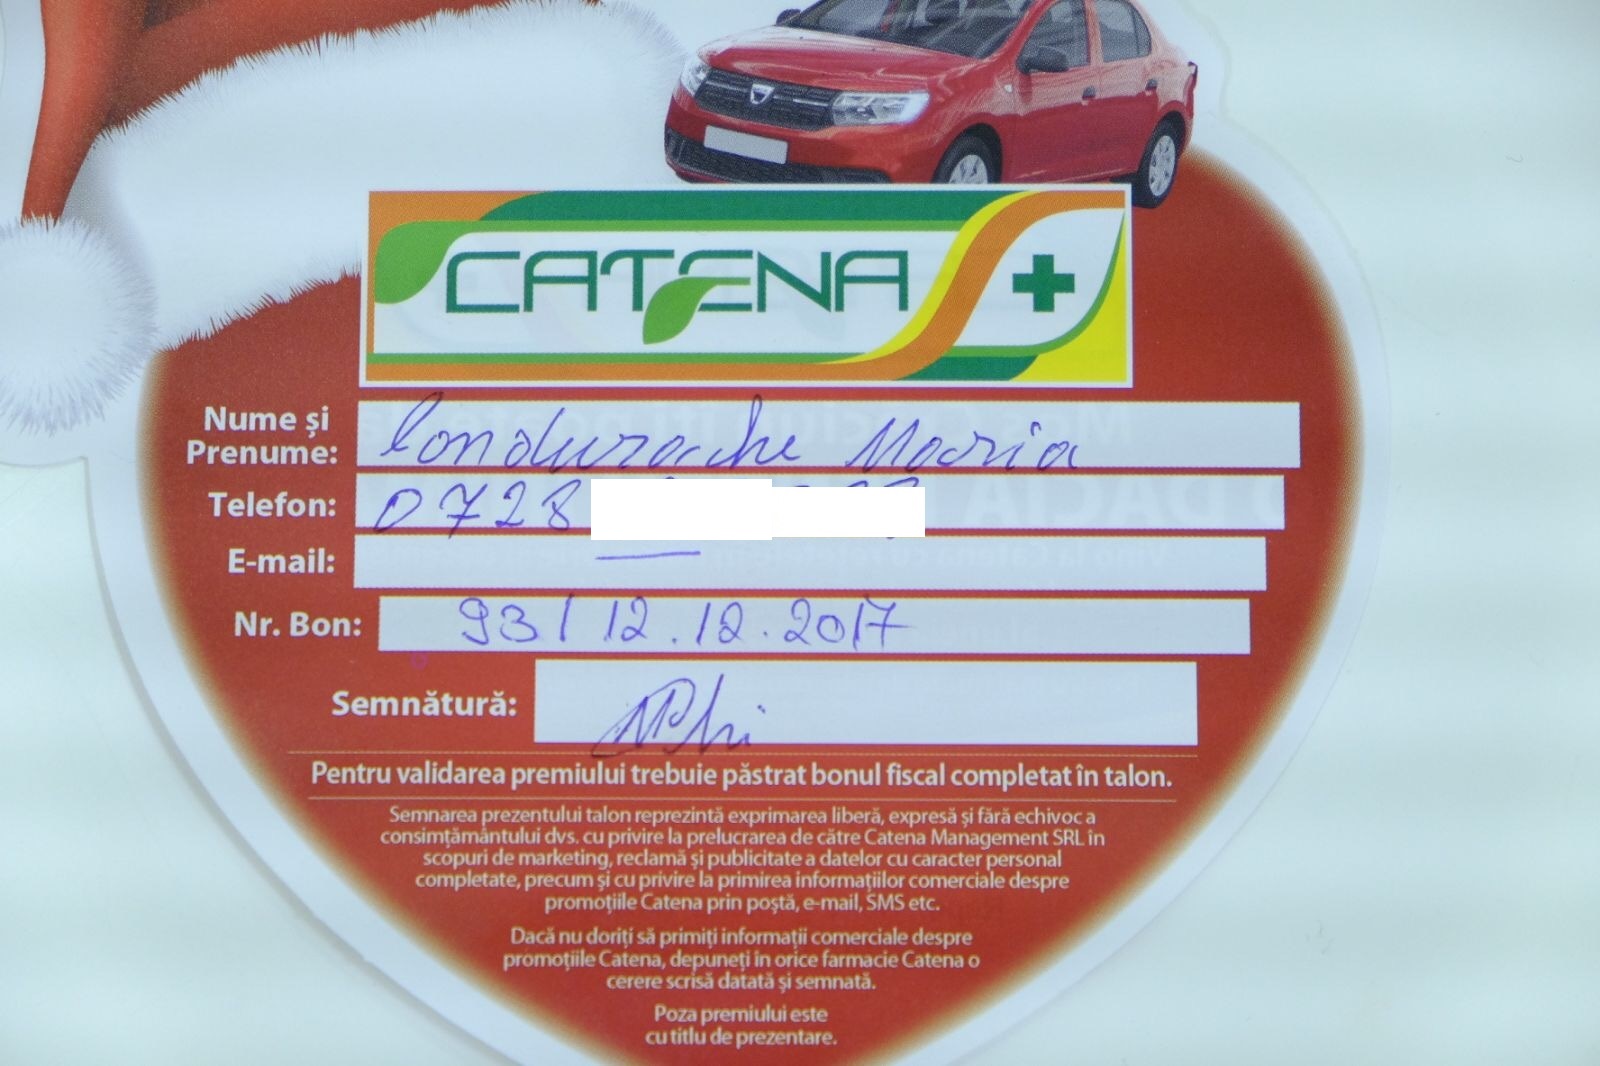 CATENA
Nume și Prenume: Condurache Maria
Telefon: 0728
E-mail:
Nr. Bon: 93/12.12.2017
Semnătură:
Pentru validarea premiului trebuie păstrat bonul fiscal completat în talon.
Semnarea prezentului talon reprezintă exprimarea liberă, expresă și fără echivoc a
consimțământului dvs. cu privire la prelucrarea de către Catena Management SRL în
scopuri de marketing, reclamă și publicitate a datelor cu caracter personal
completate, precum și cu privire la primirea informațiilor comerciale despre
promoțiile Catena prin poștă, e-mail, SMS etc.
Dacă nu doriți să primiți informații comerciale despre
promoțiile Catena, depuneți în orice farmacie Catena o
cerere scrisă datată și semnată.
Poza premiului este
cu titlu de prezentare.